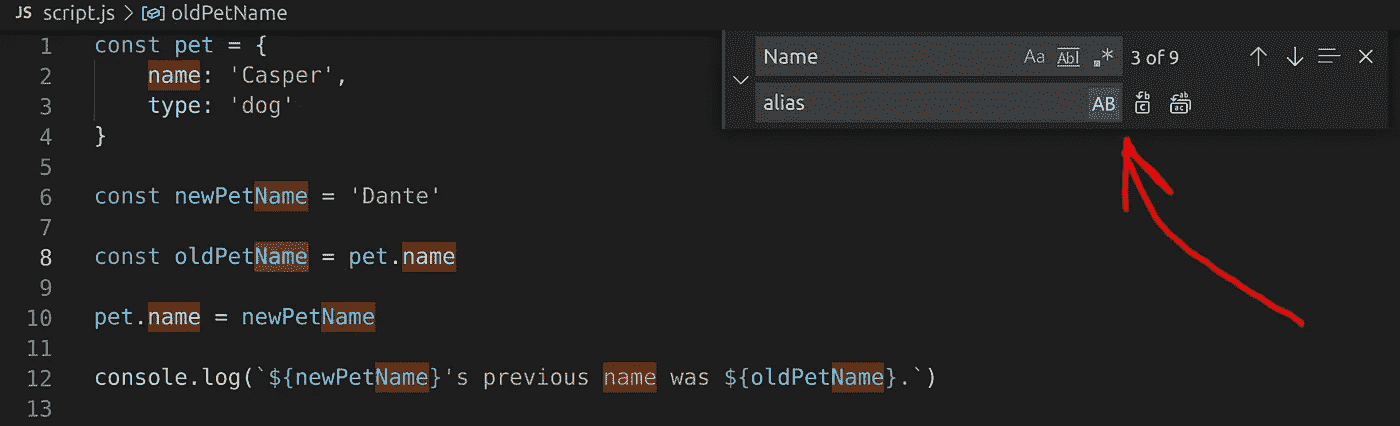 JS script.js > oldPetName
1 const pet = {
2     name: 'Casper',
3     type: 'dog'
4 }
5
6 const newPetName = 'Dante'
7
8 const oldPetName = pet.name
9
10 pet.name = newPetName
11
12 console.log(`${newPetName}'s previous name was ${oldPetName}.`)
13
Name Aa Abl .* 3 of 9
alias AB